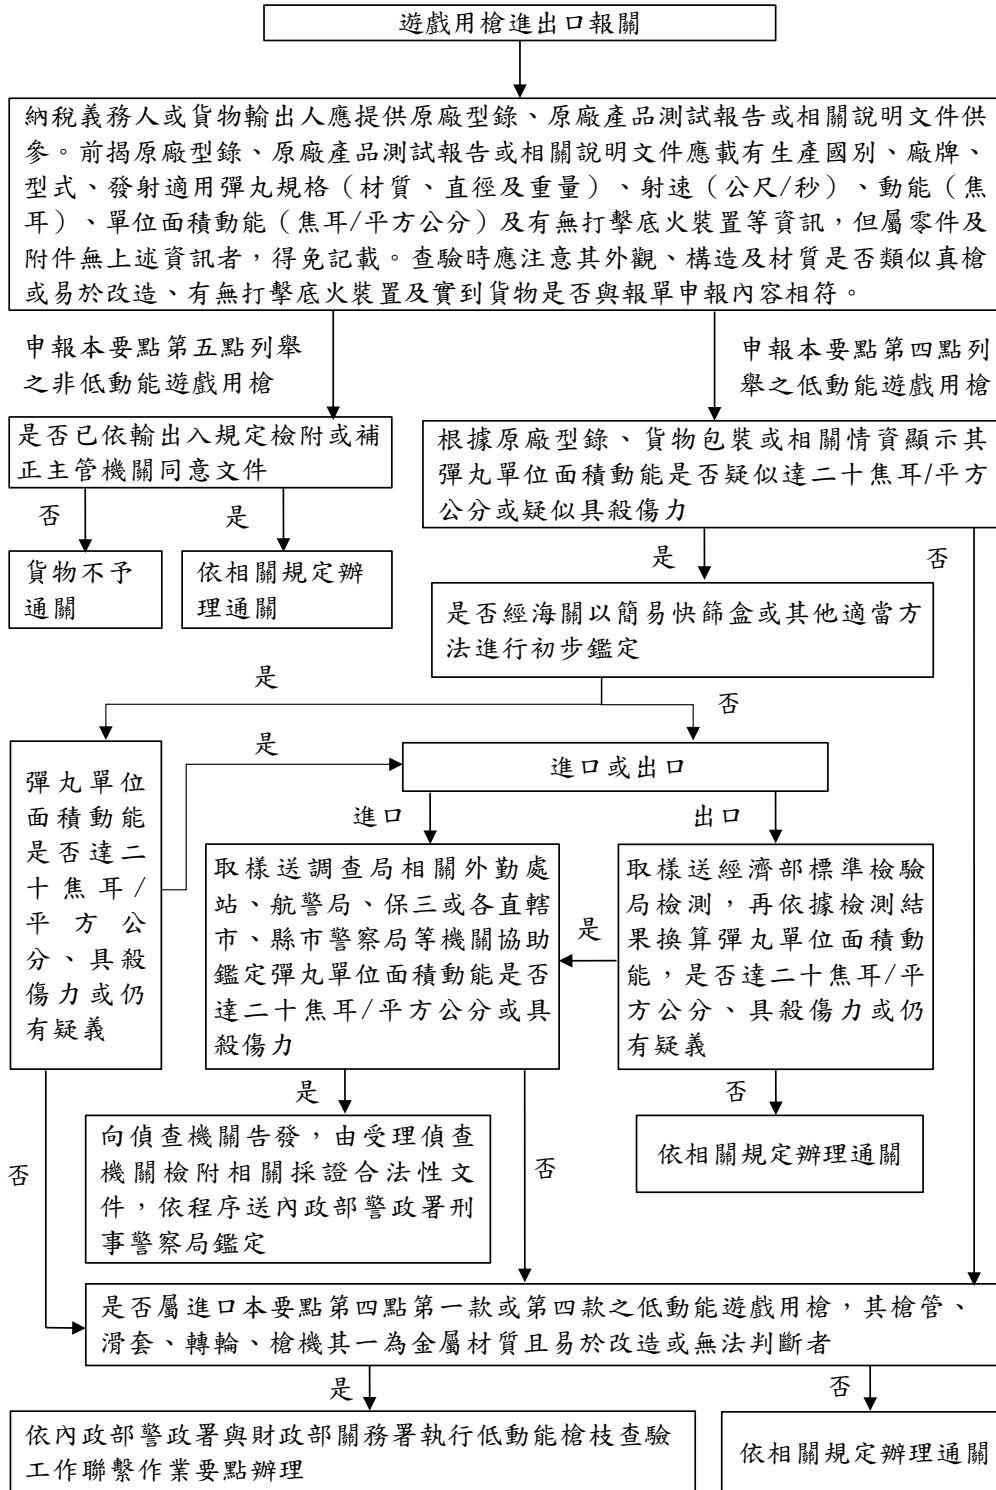 遊戲用槍進出口報關
納稅義務人或貨物輸出人應提供原廠型錄、原廠產品測試報告或相關說明文件供
參。前揭原廠型錄、原廠產品測試報告或相關說明文件應載有生產國別、廠牌、
型式、發射適用彈丸規格（材質、直徑及重量）、射速（公尺/秒）、動能（焦
耳）、單位面積動能（焦耳/平方公分）及有無打擊底火裝置等資訊，但屬零件及
附件無上述資訊者，得免記載。查驗時應注意其外觀、構造及材質是否類似真槍
或易於改造、有無打擊底火裝置及實到貨物是否與報單申報內容相符。
申報本要點第五點列舉
之非低動能遊戲用槍
申報本要點第四點列
舉之低動能遊戲用槍
是否已依輸出入規定檢附或補
正主管機關同意文件
根據原廠型錄、貨物包裝或相關情資顯示其
彈丸單位面積動能是否疑似達二十焦耳/平方
公分或疑似具殺傷力
否
是
是
否
貨物不予
通關
依相關規定辦
理通關
是否經海關以簡易快篩盒或其他適當方
法進行初步鑑定
是
否
彈丸單位
面積動能
是否達二
十焦耳/
平方公
分、具殺
傷力或仍
有疑義
是
進口或出口
進口
出口
取樣送調查局相關外勤處
站、航警局、保三或各直轄
市、縣市警察局等機關協助
鑑定彈丸單位面積動能是否
達二十焦耳/平方公分或具
殺傷力
是
取樣送經濟部標準檢驗
局檢測，再依據檢測結
果換算彈丸單位面積動
能，是否達二十焦耳/平
方公分、具殺傷力或仍
有疑義
是
否
向偵查機關告發，由受理偵查
機關檢附相關採證合法性文
件，依程序送內政部警政署刑
事警察局鑑定
否
否
依相關規定辦理通關
是否屬進口本要點第四點第一款或第四款之低動能遊戲用槍，其槍管、
滑套、轉輪、槍機其一為金屬材質且易於改造或無法判斷者
是
否
依內政部警政署與財政部關務署執行低動能槍枝查驗
工作聯繫作業要點辦理
依相關規定辦理通關